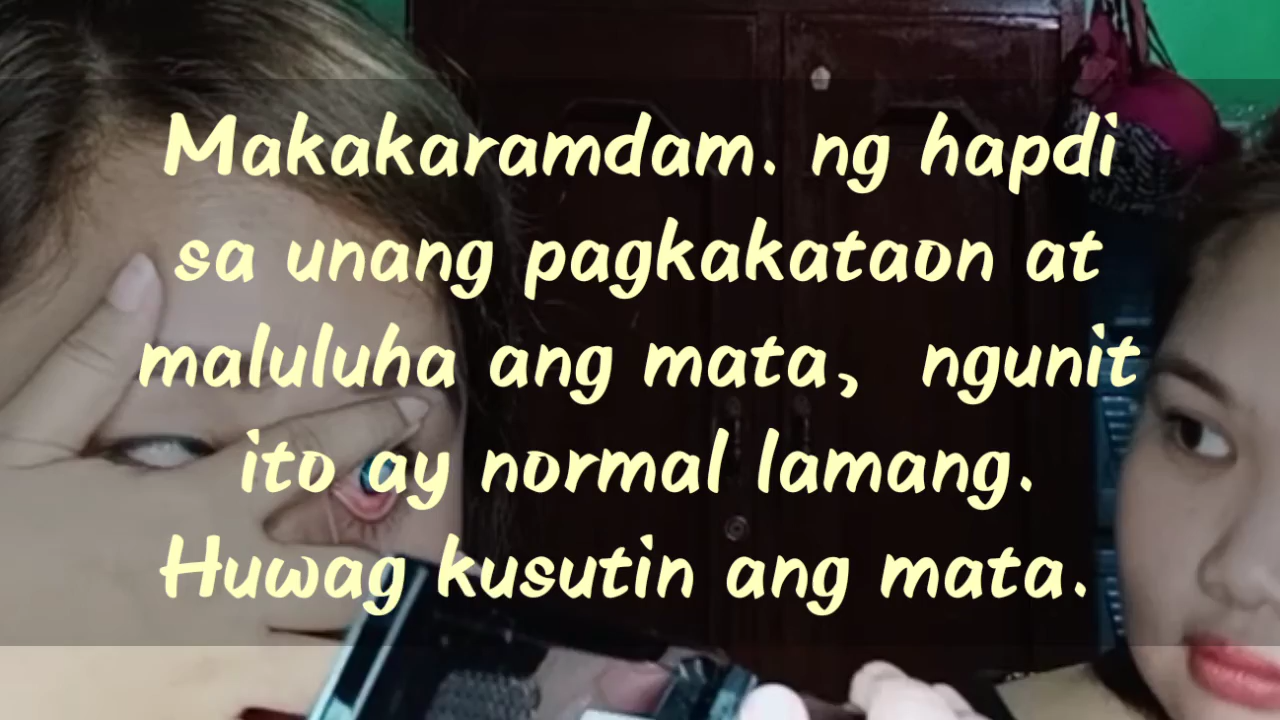 Makakaramdam. ng hapdi
sa unang pagkakataon at
maluluha ang mata, ngunit
ito ay normal lamang.
Huwag kusutin ang mata.